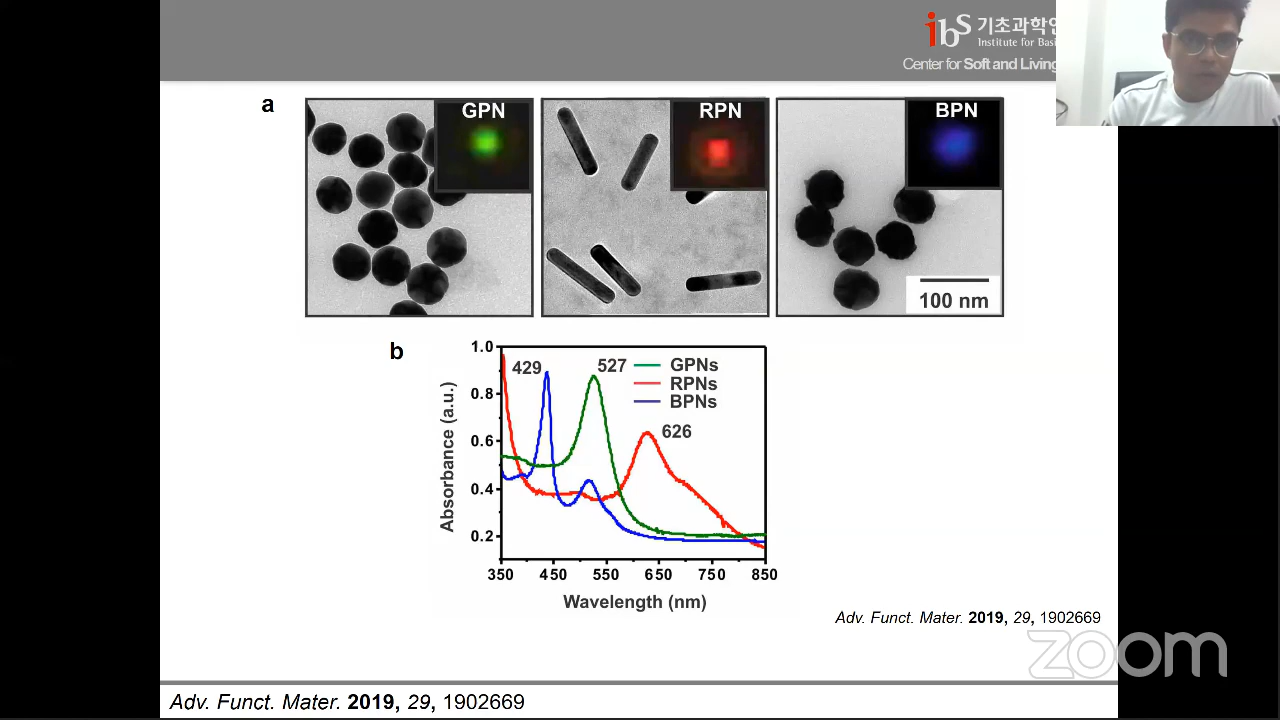 ibS 기초과학연
Institute for Basi
Center for Soft and Living
a
GPN
RPN
BPN
100 nm
b
1.0
0.8
0.6
0.4
0.2
Absorbance (a.u.)
429
527
626
GPNs
RPNs
BPNs
350 450 550 650 750 850
Wavelength (nm)
Adv. Funct. Mater. 2019, 29, 1902669
zoom
Adv. Funct. Mater. 2019, 29, 1902669